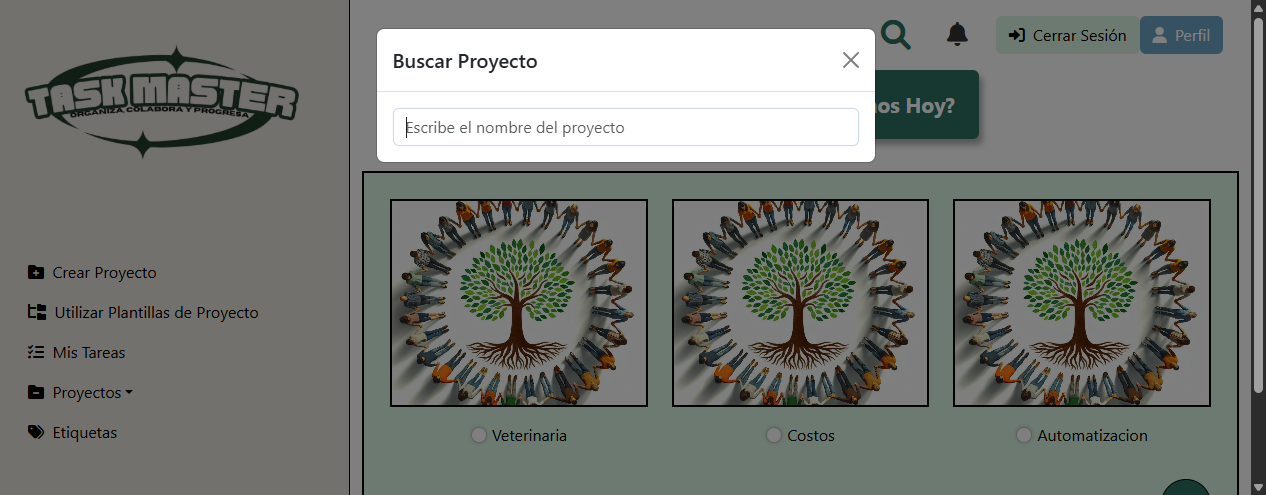 TASK MASTER
ORGANIZA, COLABORA Y PROGRESA
Crear Proyecto
Utilizar Plantillas de Proyecto
Mis Tareas
Proyectos
Etiquetas
Cerrar Sesión
Perfil
Buscar Proyecto
Escribe el nombre del proyecto
Hoy?
Veterinaria
Costos
Automatizacion